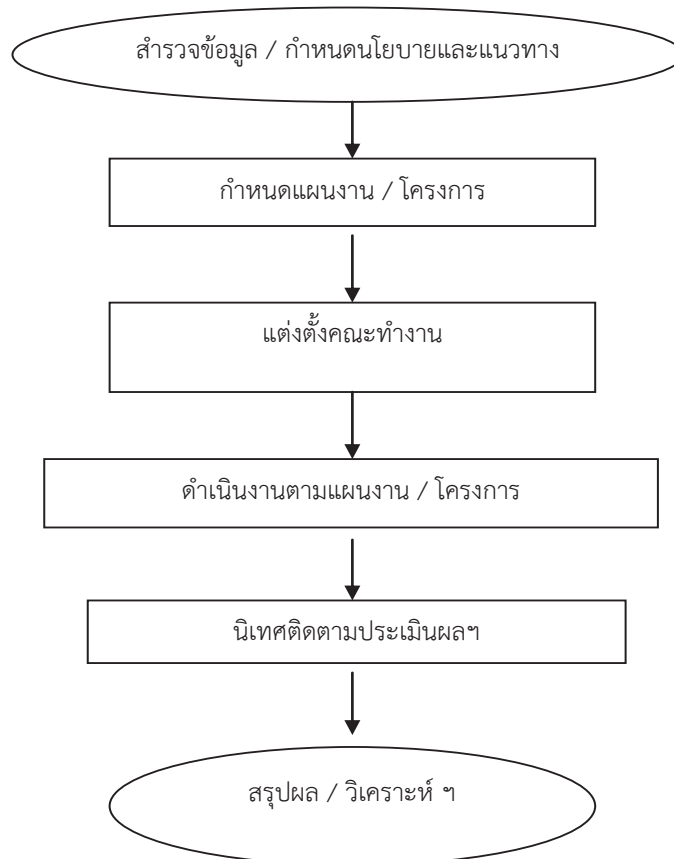 สำรวจข้อมูล / กำหนดนโยบายและแนวทาง
กำหนดแผนงาน / โครงการ
แต่งตั้งคณะทำงาน
ดำเนินงานตามแผนงาน / โครงการ
นิเทศติดตามประเมินผลฯ
สรุปผล / วิเคราะห์ ฯ